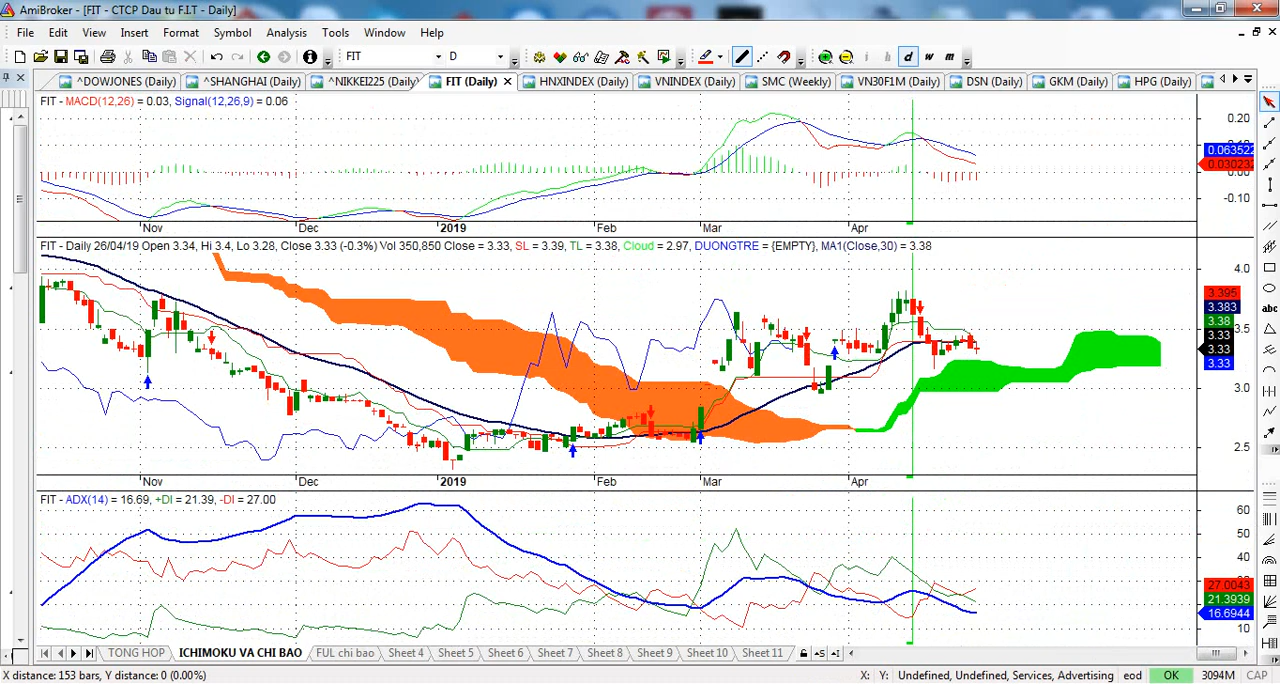 AmiBroker - [FIT - CTCP Dau tu F.I.T - Daily]
File Edit View Insert Format Symbol Analysis Tools Window Help
FIT D i h d w m
^DOWJONES (Daily) ^SHANGHAI (Daily) ^NIKKEI225 (Daily) FIT (Daily) HNXINDEX (Daily) VNINDEX (Daily) SMC (Weekly) VN30F1M (Daily) DSN (Daily) GKM (Daily) HPG (Daily)
FIT - MACD(12,26) = 0.03, Signal(12,26,9) = 0.06
0.20
0.063522
0.00
-0.10
Nov Dec 2019 Feb Mar Apr
FIT - Daily 26/04/19 Open 3.34, Hi 3.4, Lo 3.28, Close 3.33 (-0.3%) Vol 350,850 Close = 3.33, SL = 3.39, TL = 3.38, Cloud = 2.97, DUONGTRE = {EMPTY}, MA1(Close,30) = 3.38
4.0
3.395
3.383
3.38
3.5
3.33
3.33
3.0
2.5
abc
Nov Dec 2019 Feb Mar Apr
FIT - ADX(14) = 16.69, +DI = 21.39, -DI = 27.00
60
50
40
27.0043
21.3939
16.6944
10
TONG HOP ICHIMOKU VA CHI BAO FUL chi bao Sheet 4 Sheet 5 Sheet 6 Sheet 7 Sheet 8 Sheet 9 Sheet 10 Sheet 11
X distance: 153 bars, Y distance: 0 (0.00%) X: Y: Undefined, Undefined, Services, Advertising eod OK 3094M CAP